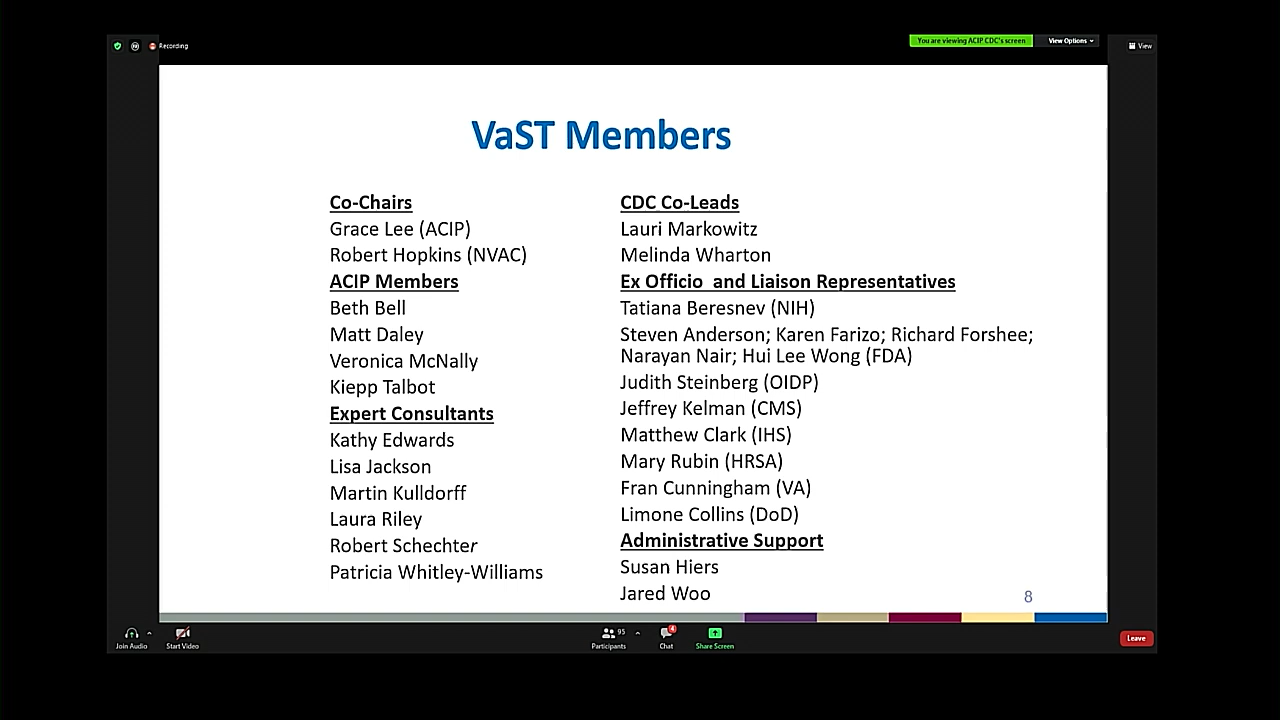 Recording
You are viewing ACIP CDC's screen
View Options
View
VaST Members
Co-Chairs
Grace Lee (ACIP)
Robert Hopkins (NVAC)
ACIP Members
Beth Bell
Matt Daley
Veronica McNally
Kiepp Talbot
Expert Consultants
Kathy Edwards
Lisa Jackson
Martin Kulldorff
Laura Riley
Robert Schechter
Patricia Whitley-Williams
CDC Co-Leads
Lauri Markowitz
Melinda Wharton
Ex Officio  and Liaison Representatives
Tatiana Beresnev (NIH)
Steven Anderson; Karen Farizo; Richard Forshee;
Narayan Nair; Hui Lee Wong (FDA)
Judith Steinberg (OIDP)
Jeffrey Kelman (CMS)
Matthew Clark (IHS)
Mary Rubin (HRSA)
Fran Cunningham (VA)
Limone Collins (DoD)
Administrative Support
Susan Hiers
Jared Woo
8
Join Audio
Start Video
95
Participants
Chat
Share Screen
Leave